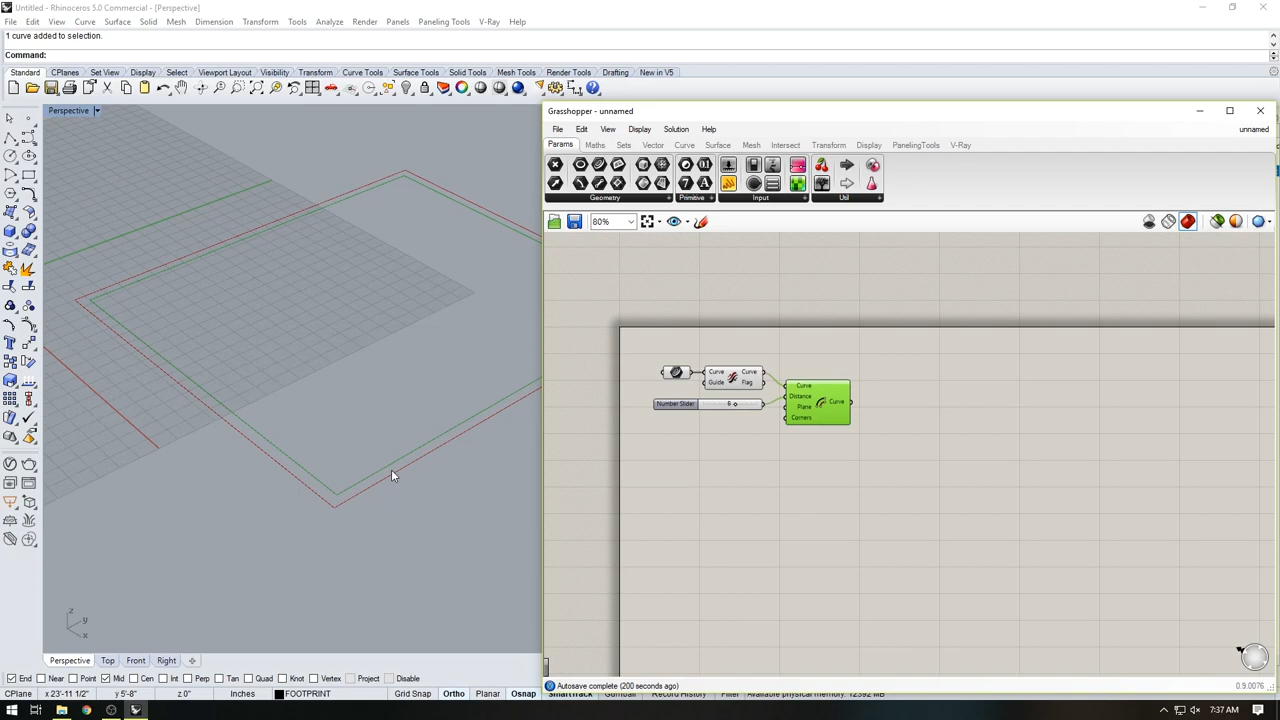 Untitled - Rhinoceros 5.0 Commercial - [Perspective]
File Edit View Curve Surface Solid Mesh Dimension Transform Tools Analyze Render Panels Paneling Tools V-Ray Help
1 curve added to selection.
Command:
Standard CPlanes Set View Display Select Viewport Layout Visibility Transform Curve Tools Surface Tools Solid Tools Mesh Tools Render Tools Drafting New in V5
Perspective
Grasshopper - unnamed
File Edit View Display Solution Help unnamed
Params Maths Sets Vector Curve Surface Mesh Intersect Transform Display PanelingTools V-Ray
Geometry Primitive Input Util
80%
Curve Guide Curve Flag
Number Slider 6
Curve Distance Plane Corners Curve
z
y
x
Perspective Top Front Right
End Near Point Mid Cen Int Perp Tan Quad Knot Vertex Project Disable
Autosave complete (200 seconds ago) 0.9.0076
CPlane x 23'-11 1/2" y 5'-8" z 0" Inches FOOTPRINT Grid Snap Ortho Planar Osnap SmartTrack Gumball Record History Filter Available physical memory: 12392 MB
7:37 AM